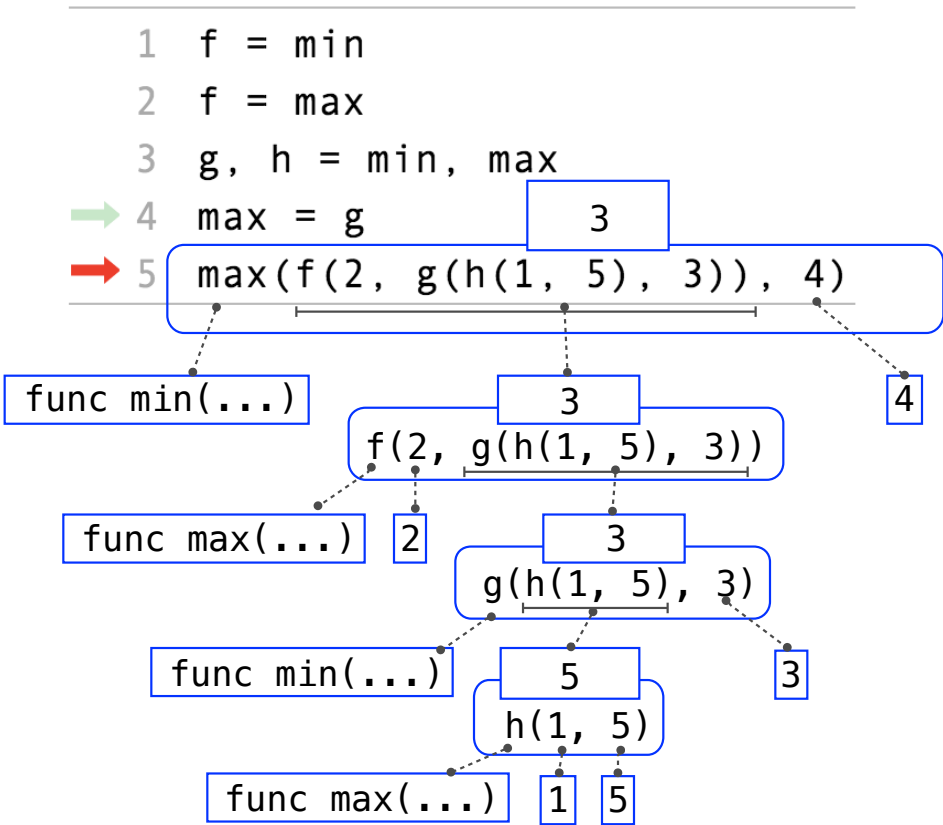 1 f = min
2 f = max
3 g, h = min, max
4 max = g
3
5 max(f(2, g(h(1, 5), 3)), 4)
func min(...)
3
4
f(2, g(h(1, 5), 3))
func max(...)
2
3
g(h(1, 5), 3)
func min(...)
5
3
h(1, 5)
func max(...)
1
5